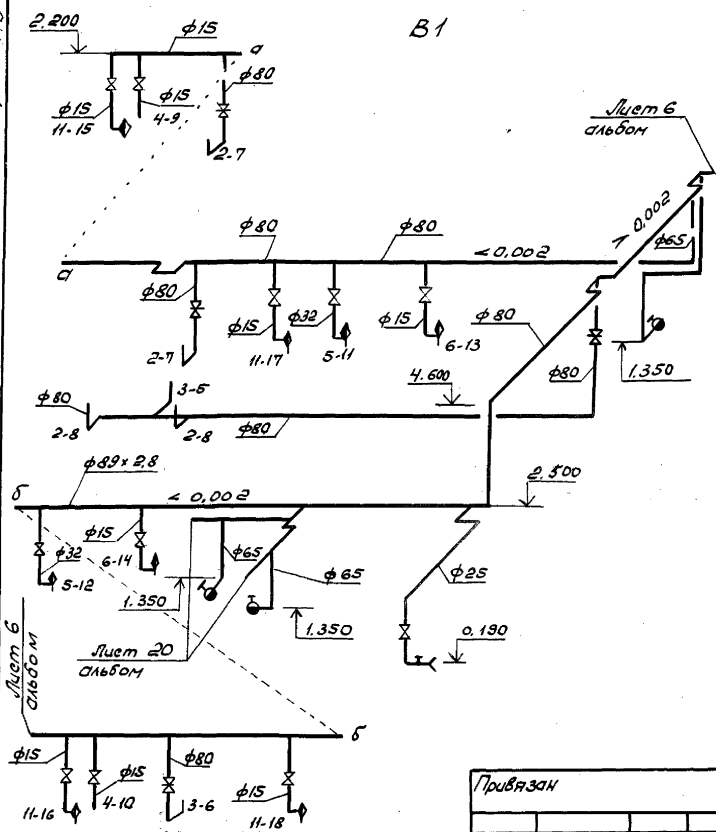 В1
2.200
ф15
а
ф80
ф15
11-15
ф15
4-9
2-7
Лист 6
альбом
0,002
ф65
а
ф80
ф80
< 0,002
ф80
2-7
ф15
11-17
ф32
5-11
ф15
6-13
ф80
ф80
1.350
4.600
ф80
2-8
3-5
2-8
ф80
ф89×2,8
б
< 0,002
2.500
ф32
5-12
ф15
6-14
ф65
1.350
ф65
1.350
ф25
0.190
Лист 20
альбом
Лист 6
альбом
б
ф15
11-16
ф15
4-10
ф80
3-6
ф15
11-18
Привязан